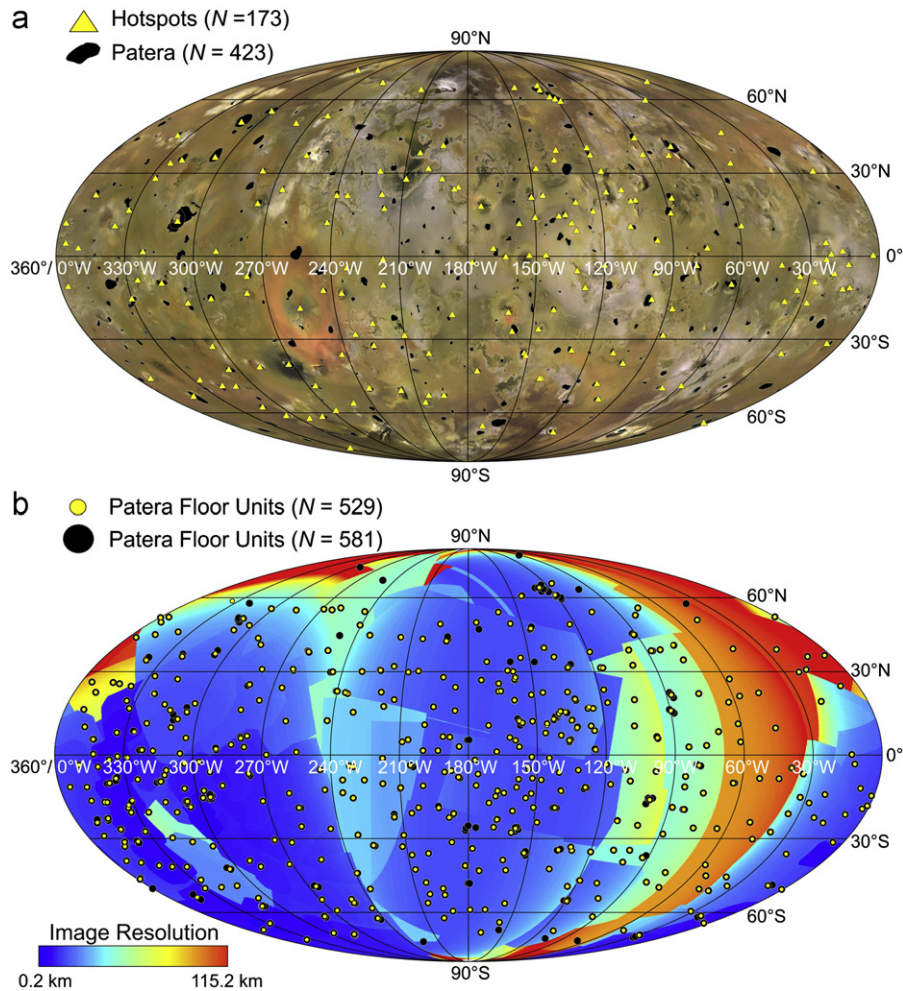 a
Hotspots (N =173)
Patera (N = 423)
90°N
60°N
30°N
360°/ 0°W 330°W 300°W 270°W 240°W 210°W 180°W 150°W 120°W 90°W 60°W 30°W 0°
30°S
60°S
90°S
b
Patera Floor Units (N = 529)
Patera Floor Units (N = 581)
90°N
60°N
30°N
360°/ 0°W 330°W 300°W 270°W 240°W 210°W 180°W 150°W 120°W 90°W 60°W 30°W 0°
30°S
60°S
Image Resolution
0.2 km 115.2 km
90°S